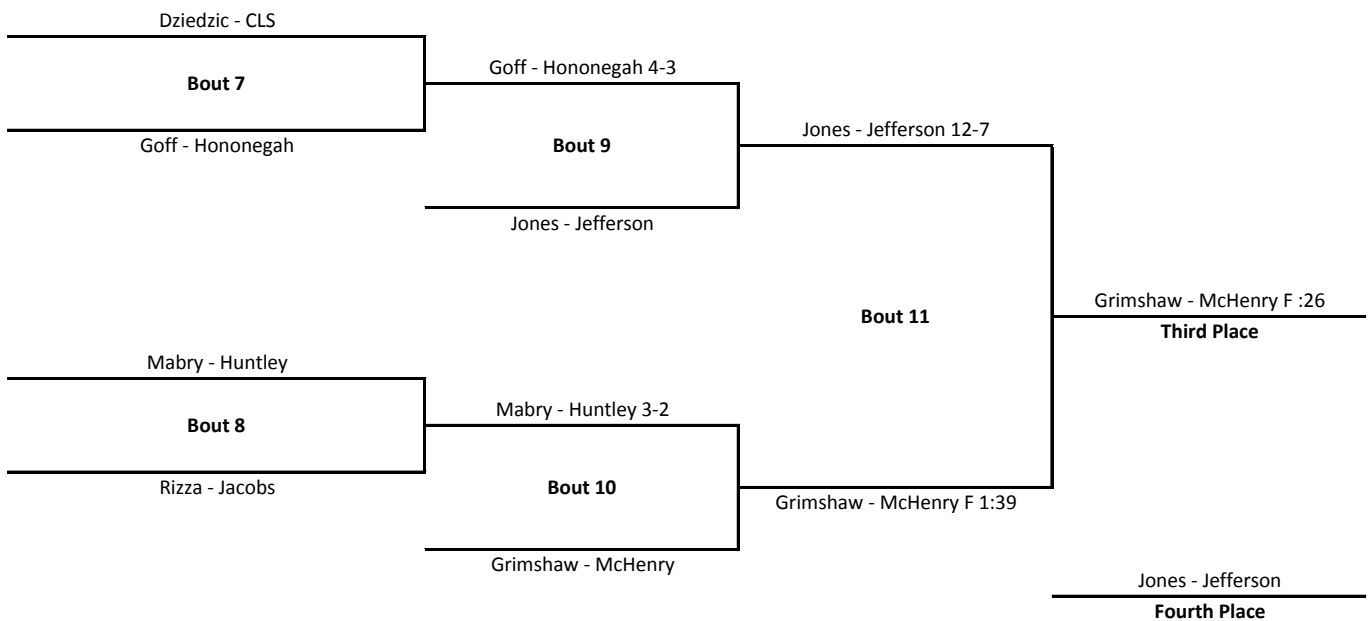 Dziedzic - CLS
Bout 7
Goff - Hononegah 4-3
Goff - Hononegah
Bout 9
Jones - Jefferson 12-7
Jones - Jefferson
Bout 11
Grimshaw - McHenry F :26
Third Place
Mabry - Huntley
Bout 8
Mabry - Huntley 3-2
Rizza - Jacobs
Bout 10
Grimshaw - McHenry F 1:39
Grimshaw - McHenry
Jones - Jefferson
Fourth Place